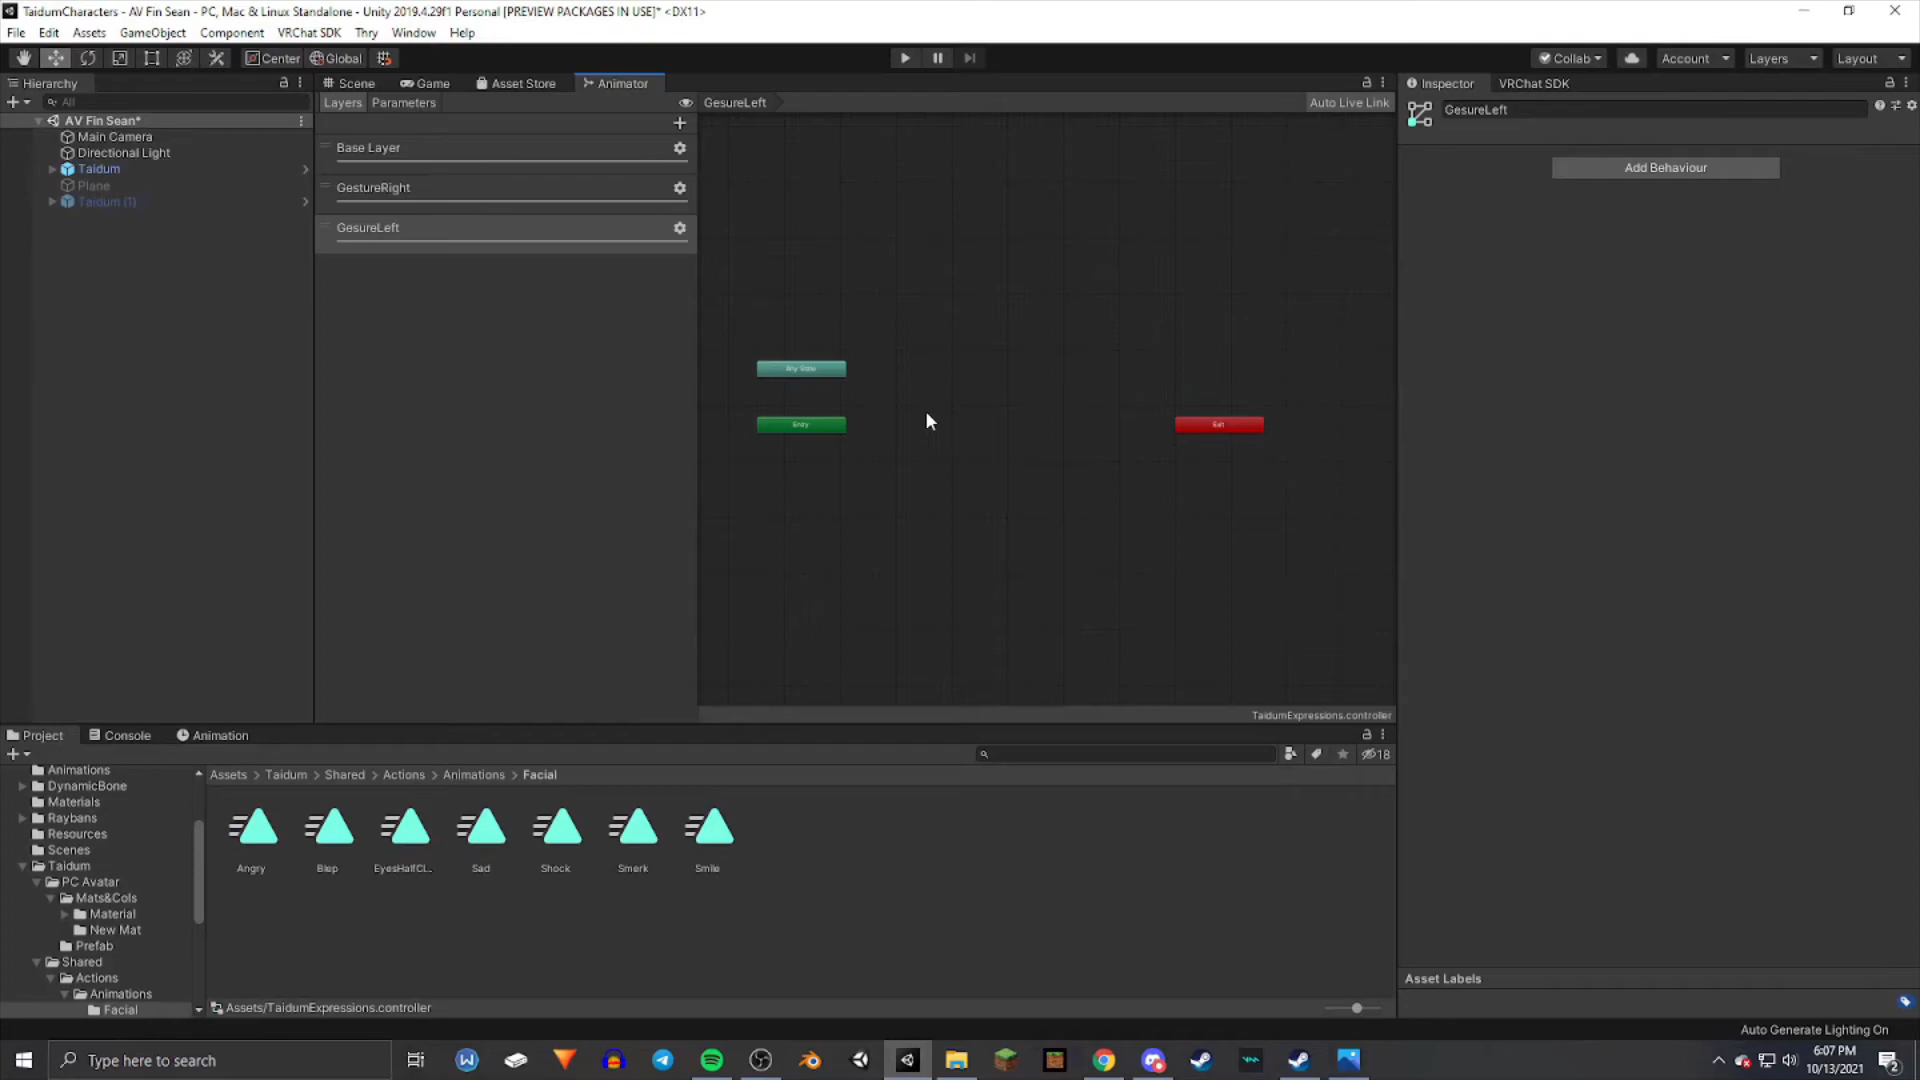 TaidumCharacters - AV Fin Sean - PC, Mac & Linux Standalone - Unity 2019.4.29f1 Personal [PREVIEW PACKAGES IN USE]* <DX11>
File Edit Assets GameObject Component VRChat SDK Thry Window Help
Center Global Collab Account Layers Layout
Hierarchy Scene Game Asset Store Animator Inspector VRChat SDK
All Layers Parameters GesureLeft Auto Live Link GesureLeft
AV Fin Sean*
Main Camera
Directional Light
Taidum
Plane
Taidum (1)
Base Layer
GestureRight
GesureLeft
Any State
Entry
Exit
Add Behaviour
TaidumExpressions.controller
Project Console Animation
18
Animations
DynamicBone
Materials
Raybans
Resources
Scenes
Taidum
PC Avatar
Mats&Cols
Material
New Mat
Prefab
Shared
Actions
Animations
Facial
Assets > Taidum > Shared > Actions > Animations > Facial
Angry Blep EyesHalfCl... Sad Shock Smerk Smile
Assets/TaidumExpressions.controller
Asset Labels
Auto Generate Lighting On
Type here to search
6:07 PM
10/13/2021
2